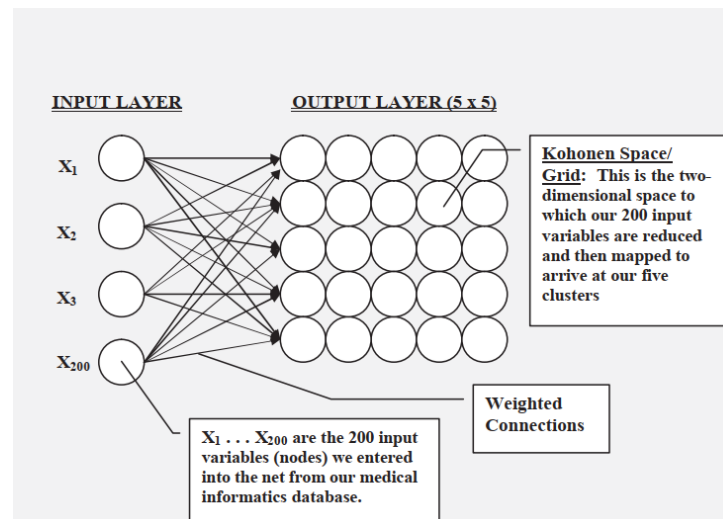 INPUT LAYER
OUTPUT LAYER (5 x 5)
X1
X2
X3
X200
Kohonen Space/
Grid: This is the two-
dimensional space to
which our 200 input
variables are reduced
and then mapped to
arrive at our five
clusters
Weighted
Connections
X1 . . . X200 are the 200 input
variables (nodes) we entered
into the net from our medical
informatics database.